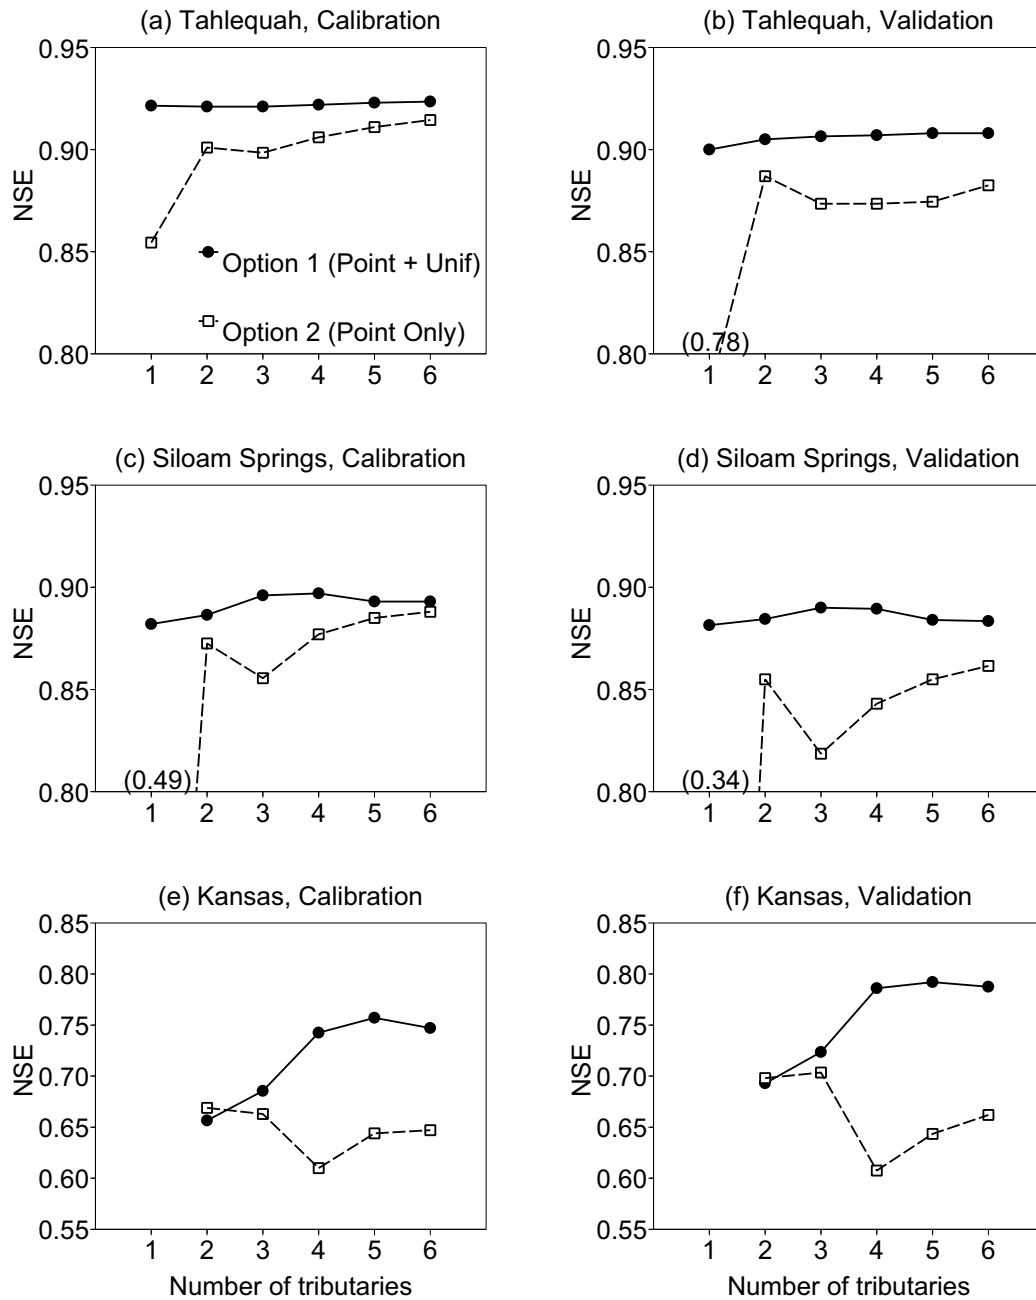 (a) Tahlequah, Calibration
0.95
0.90
0.85
0.80
NSE
Option 1 (Point + Unif)
Option 2 (Point Only)
1 2 3 4 5 6
(b) Tahlequah, Validation
0.95
0.90
0.85
0.80
NSE
(0.78)
1 2 3 4 5 6
(c) Siloam Springs, Calibration
0.95
0.90
0.85
0.80
NSE
(0.49)
1 2 3 4 5 6
(d) Siloam Springs, Validation
0.95
0.90
0.85
0.80
NSE
(0.34)
1 2 3 4 5 6
(e) Kansas, Calibration
0.85
0.80
0.75
0.70
0.65
0.60
0.55
NSE
1 2 3 4 5 6
Number of tributaries
(f) Kansas, Validation
0.85
0.80
0.75
0.70
0.65
0.60
0.55
NSE
1 2 3 4 5 6
Number of tributaries